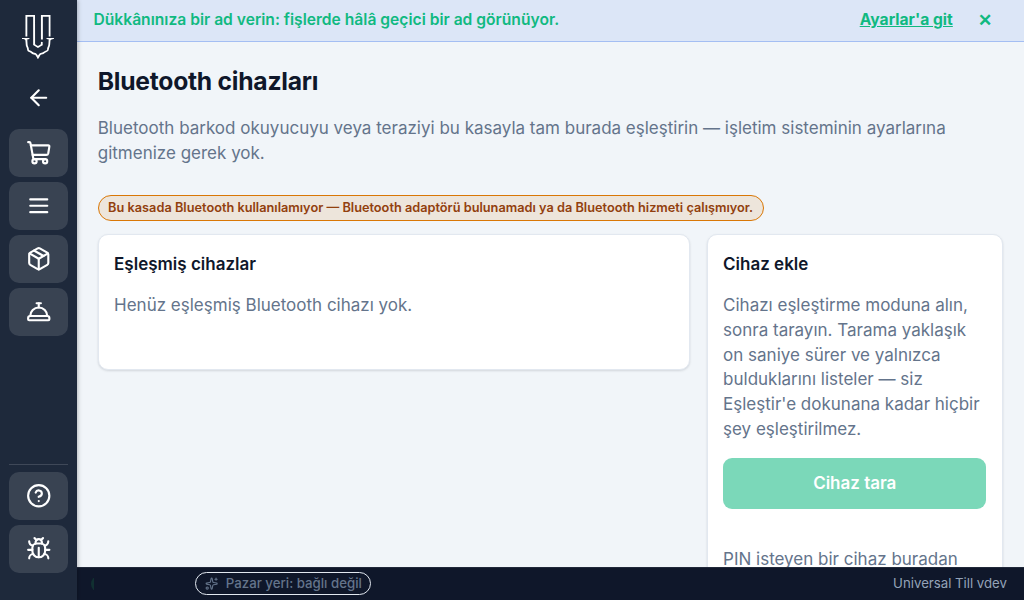 Dükkânınıza bir ad verin: fişlerde hâlâ geçici bir ad görünüyor.
Ayarlar'a git
Bluetooth cihazları
Bluetooth barkod okuyucuyu veya teraziyi bu kasayla tam burada eşleştirin — işletim sisteminin ayarlarına
gitmenize gerek yok.
Bu kasada Bluetooth kullanılamıyor — Bluetooth adaptörü bulunamadı ya da Bluetooth hizmeti çalışmıyor.
Eşleşmiş cihazlar
Henüz eşleşmiş Bluetooth cihazı yok.
Cihaz ekle
Cihazı eşleştirme moduna alın,
sonra tarayın. Tarama yaklaşık
on saniye sürer ve yalnızca
bulduklarını listeler — siz
Eşleştir'e dokunana kadar hiçbir
şey eşleştirilmez.
Cihaz tara
PIN isteyen bir cihaz buradan
Pazar yeri: bağlı değil
Universal Till vdev